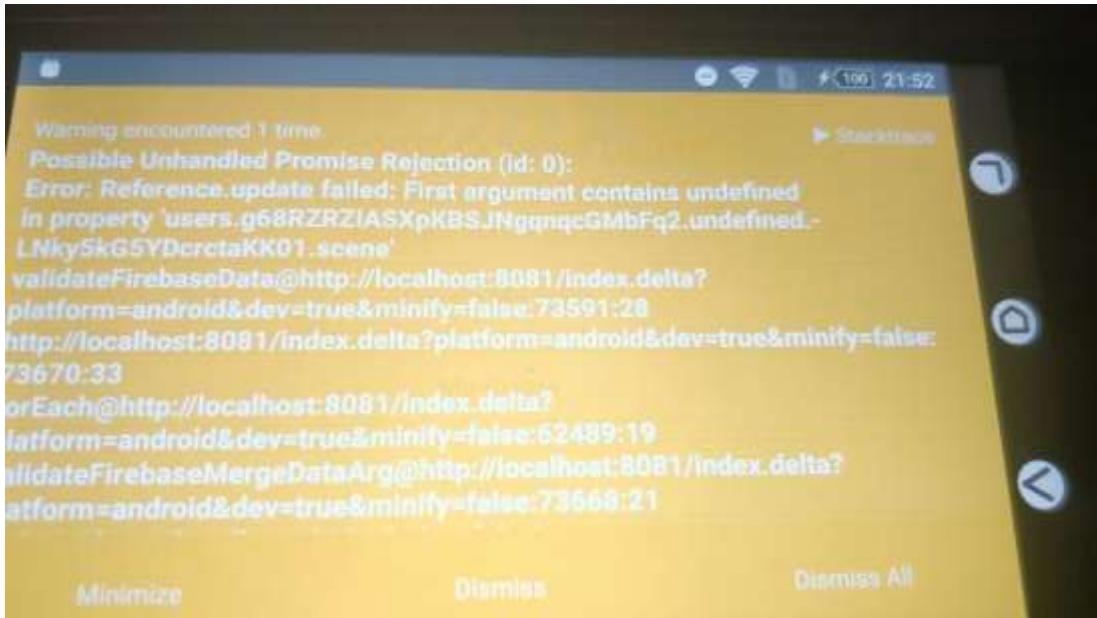 100 21:52
Warning encountered 1 time.
▶ Stacktrace
Possible Unhandled Promise Rejection (id: 0):
Error: Reference.update failed: First argument contains undefined
in property 'users.g68RZRZIASXpKBSJNgqnqcGMbFq2.undefined.-
LNky5kG5YDcrctaKK01.scene'
validateFirebaseData@http://localhost:8081/index.delta?
platform=android&dev=true&minify=false:73591:28
http://localhost:8081/index.delta?platform=android&dev=true&minify=false:
73670:33
orEach@http://localhost:8081/index.delta?
latform=android&dev=true&minify=false:62489:19
alidateFirebaseMergeDataArg@http://localhost:8081/index.delta?
atform=android&dev=true&minify=false:73668:21
Minimize
Dismiss
Dismiss All